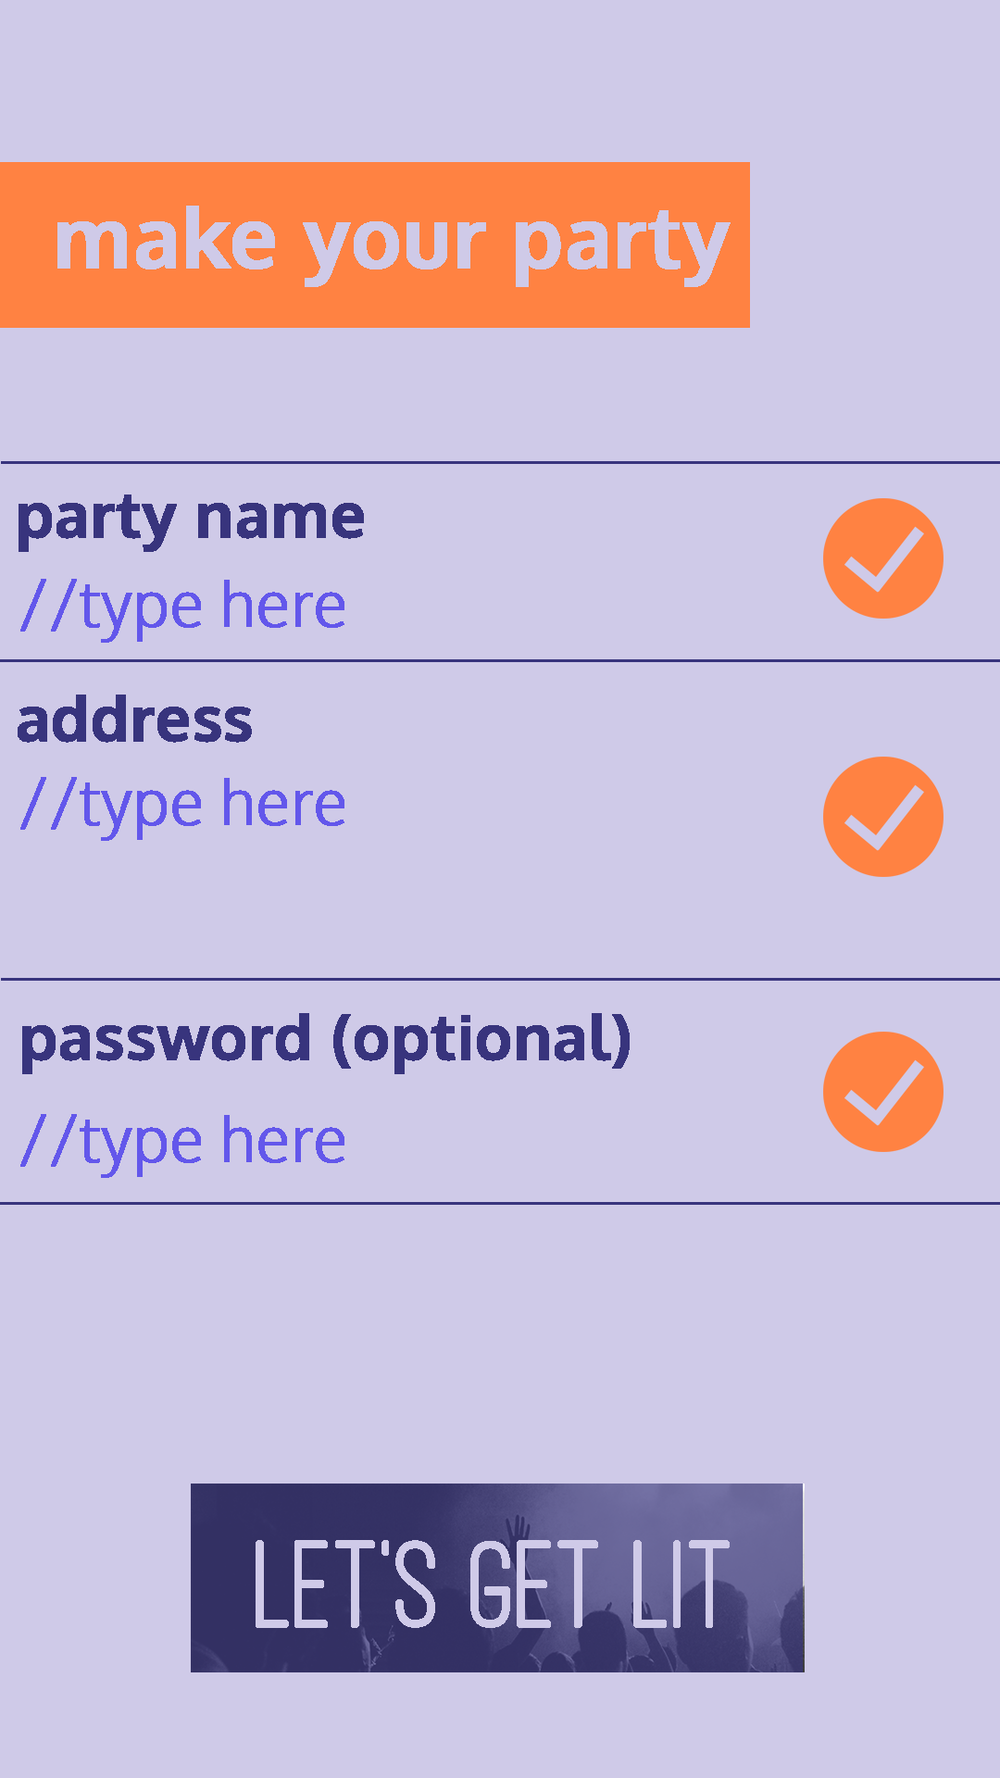 make your party
party name
//type here
address
//type here
password (optional)
//type here
LET'S GET LIT